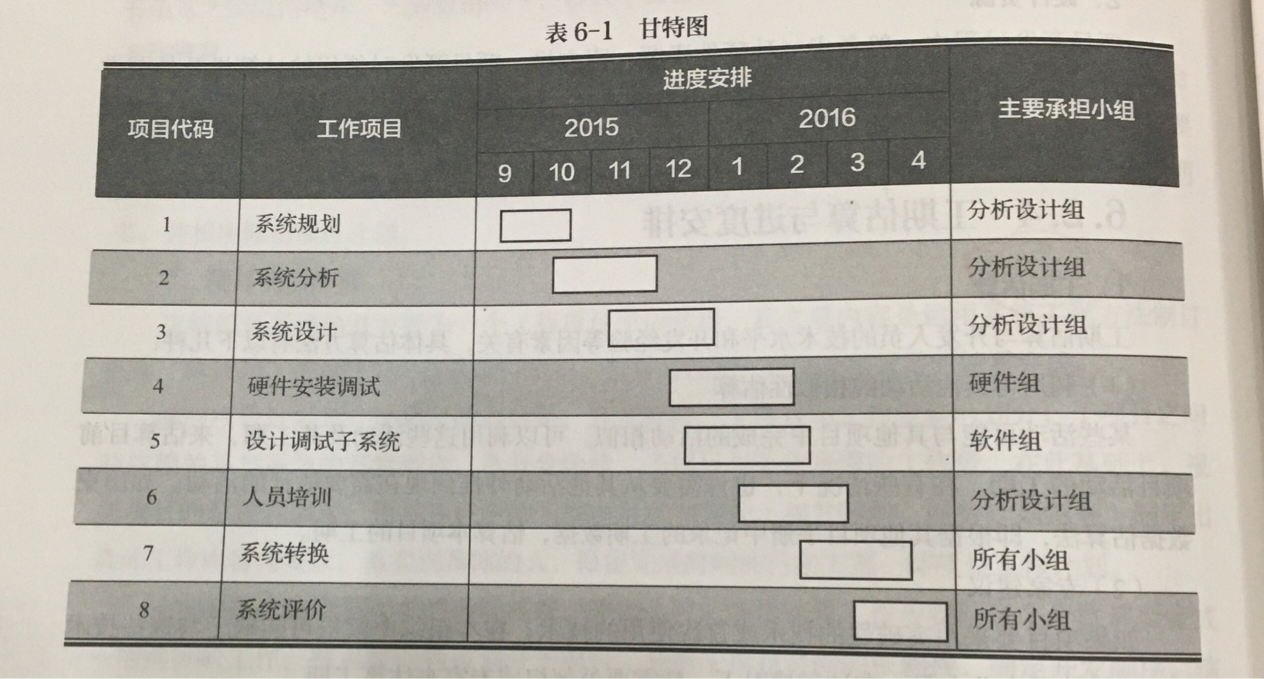 表 6-1 甘特图
项目代码 工作项目 进度安排 主要承担小组
2015 2016
9 10 11 12 1 2 3 4
1 系统规划 分析设计组
2 系统分析 分析设计组
3 系统设计 分析设计组
4 硬件安装调试 硬件组
5 设计调试子系统 软件组
6 人员培训 分析设计组
7 系统转换 所有小组
8 系统评价 所有小组